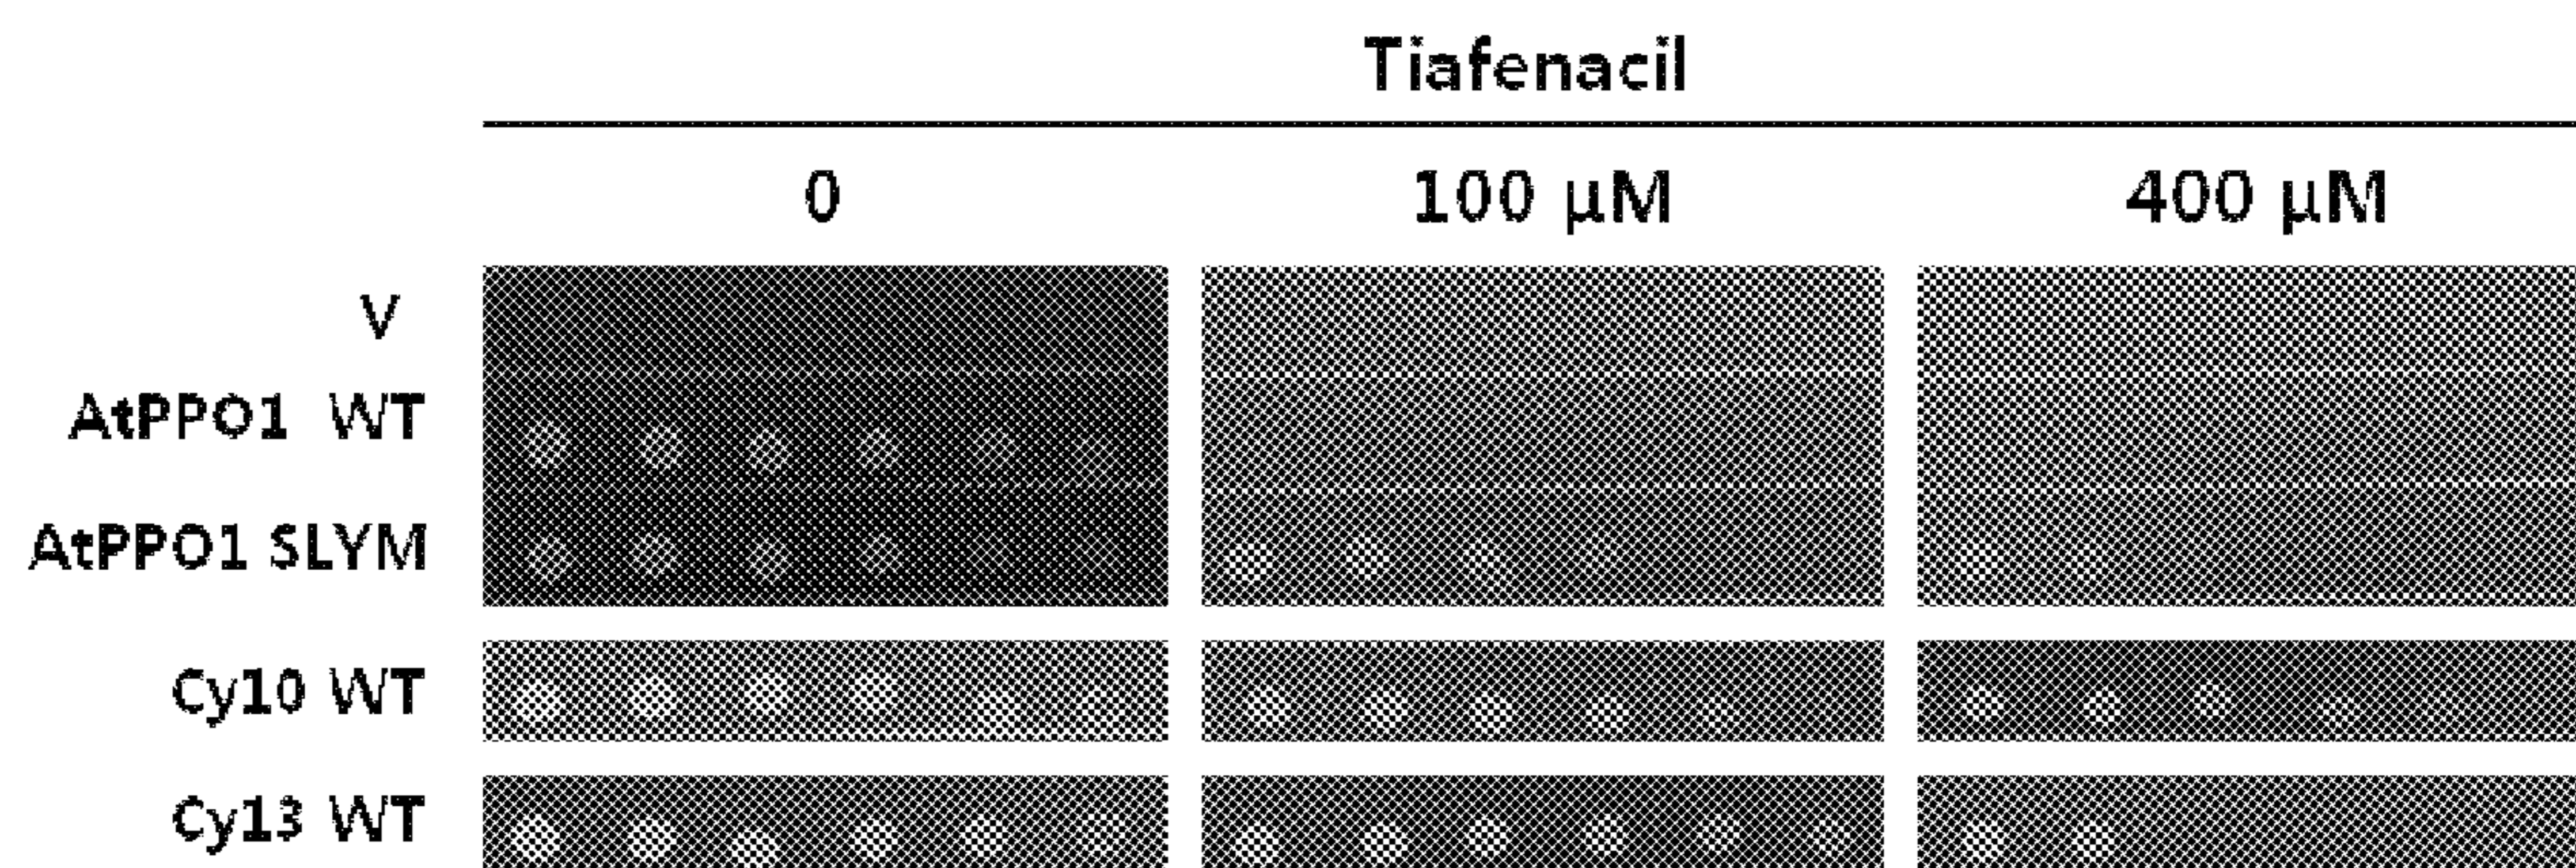 Tiafenacil
0 100 μM 400 μM
V
AtPPO1 WT
AtPPO1 SLYM
Cy10 WT
Cy13 WT